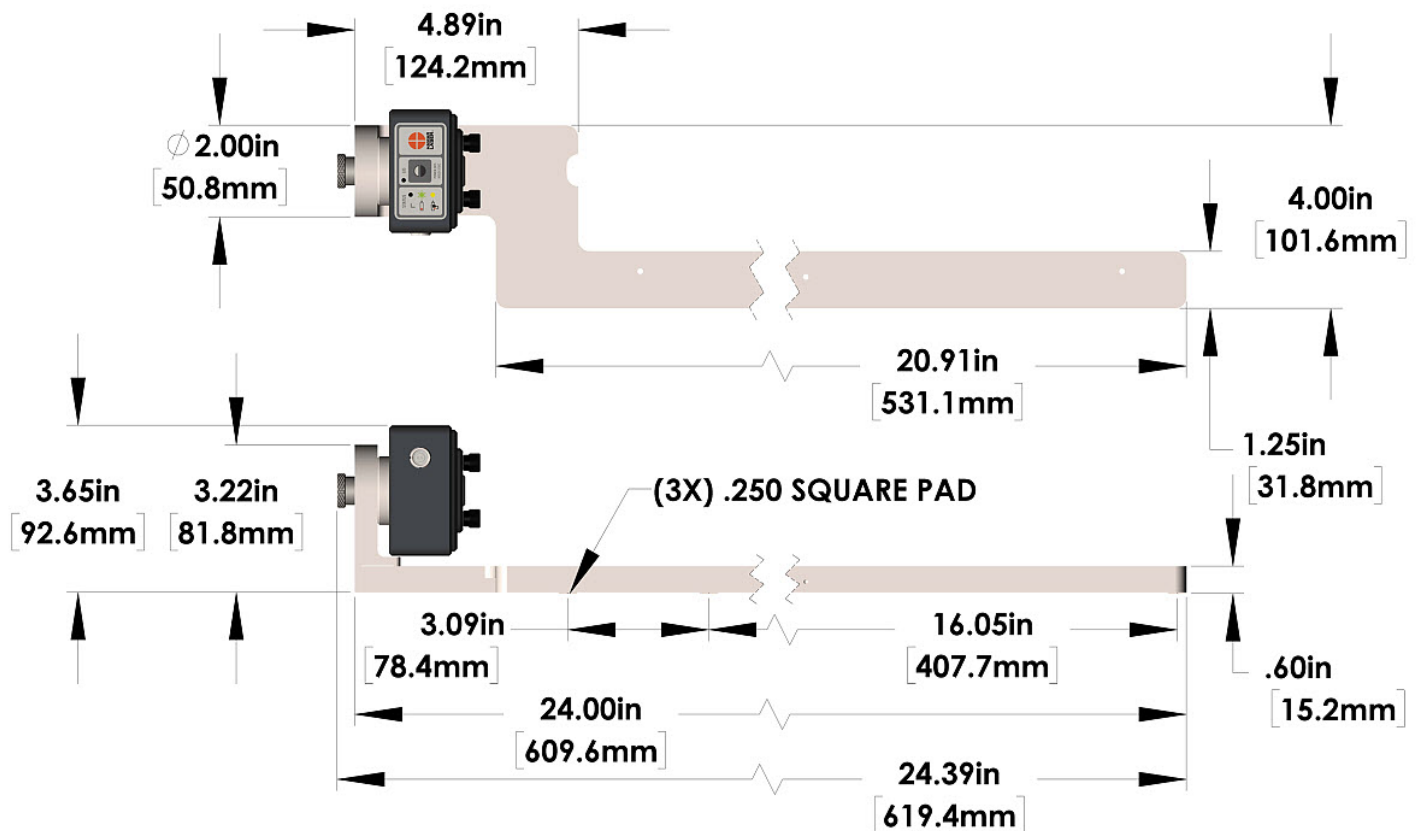 4.89in
[124.2mm]
⌀ 2.00in
[50.8mm]
4.00in
[101.6mm]
20.91in
[531.1mm]
1.25in
[31.8mm]
3.65in
[92.6mm]
3.22in
[81.8mm]
(3X) .250 SQUARE PAD
3.09in
[78.4mm]
16.05in
[407.7mm]
.60in
[15.2mm]
24.00in
[609.6mm]
24.39in
[619.4mm]